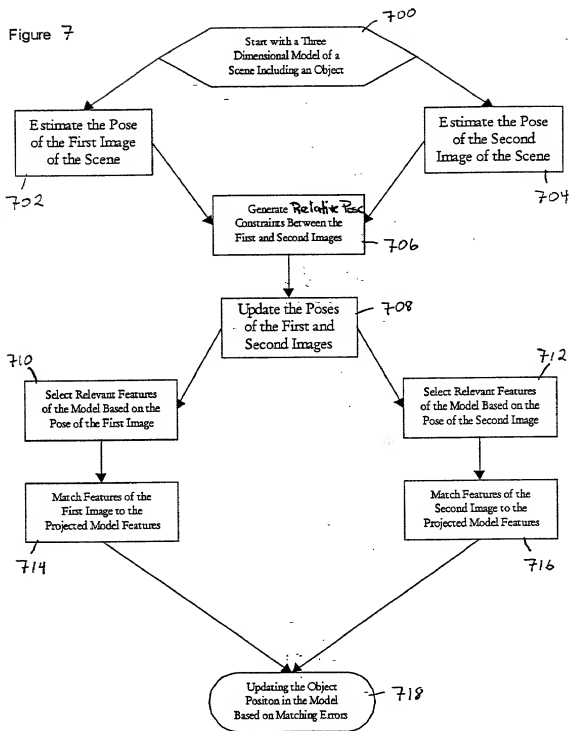 Figure 7
700
Start with a Three
Dimensional Model of a
Scene Including an Object
Estimate the Pose
of the First Image
of the Scene
702
Estimate the Pose
of the Second
Image of the Scene
704
Generate Relative Pose
Constraints Between the
First and Second Images
706
Update the Poses
of the First and
Second Images
708
710
Select Relevant Features
of the Model Based on the
Pose of the First Image
712
Select Relevant Features
of the Model Based on the
Pose of the Second Image
Match Features of the
First Image to the
Projected Model Features
714
Match Features of the
Second Image to the
Projected Model Features
716
Updating the Object
Positon in the Model
Based on Matching Errors
718